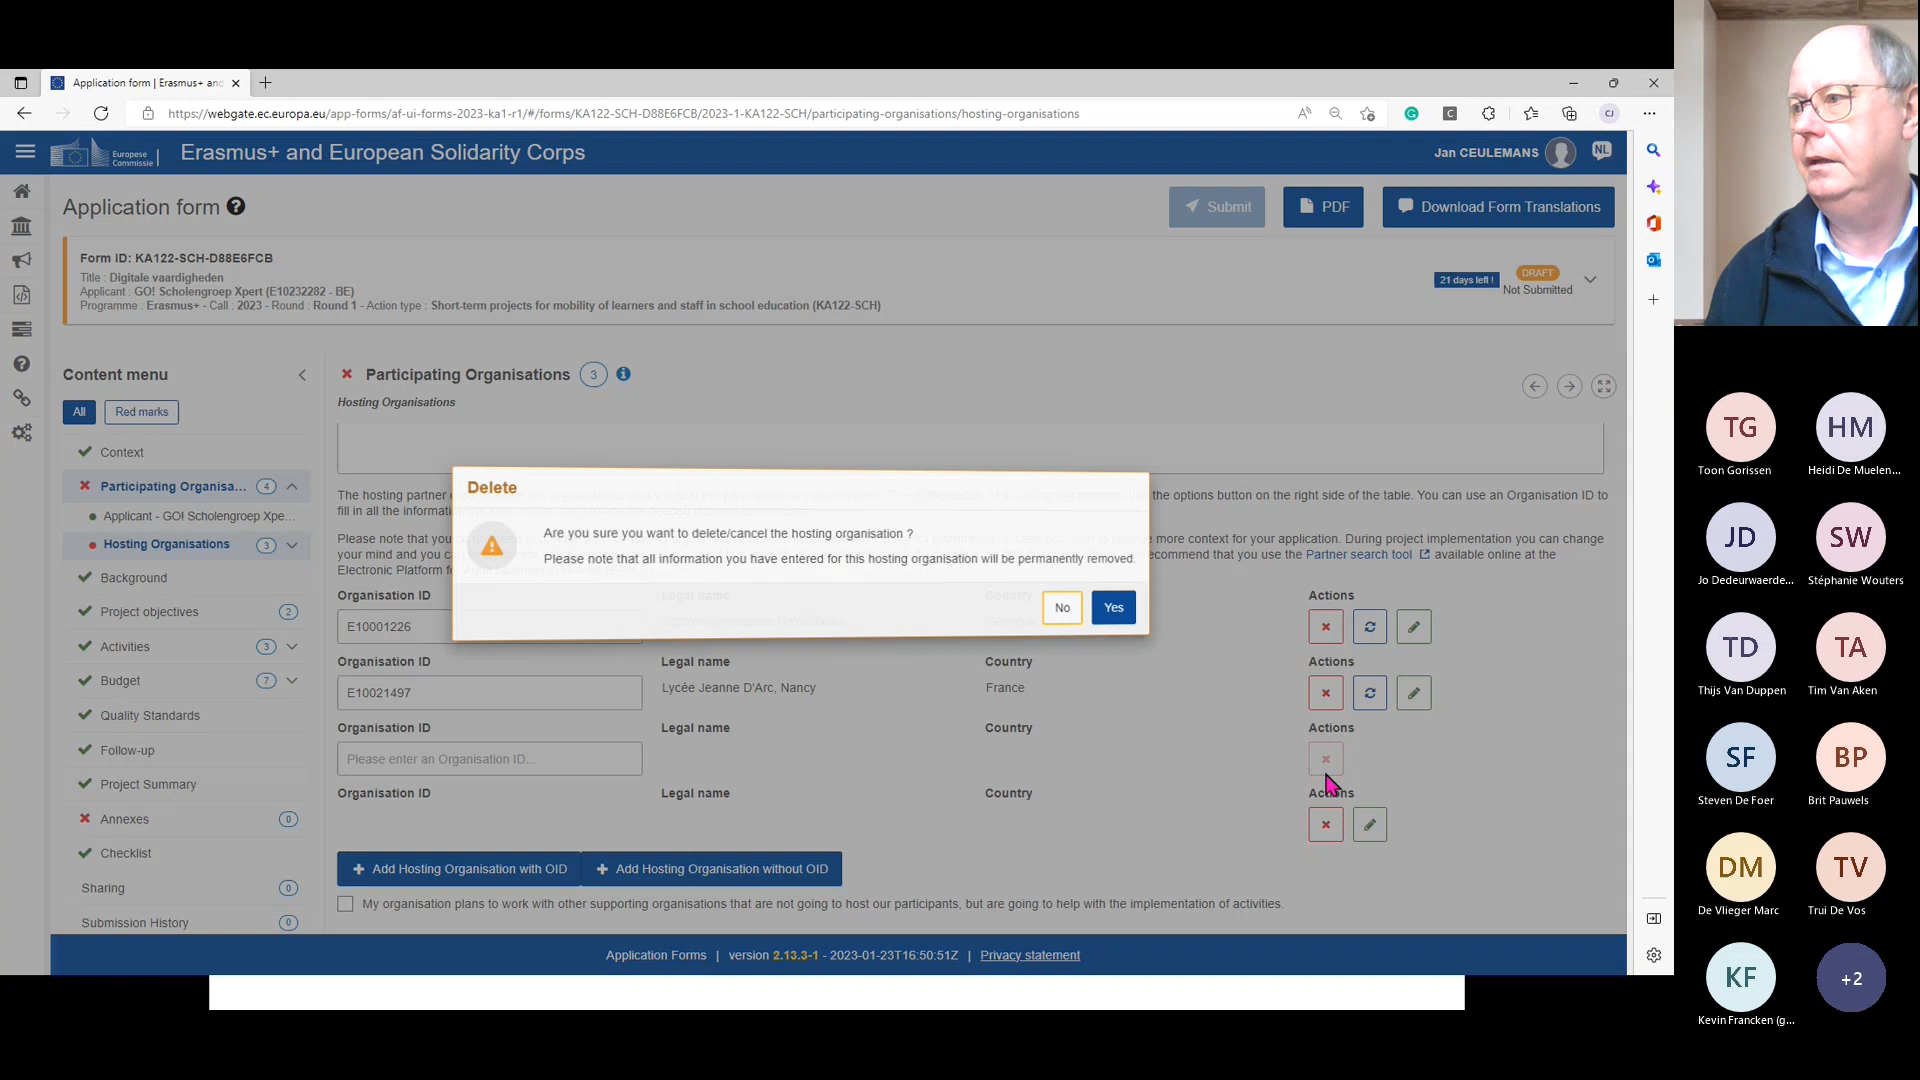 Application form | Erasmus+ and
https://webgate.ec.europa.eu/app-forms/af-ui-forms-2023-ka1-r1/#/forms/KA122-SCH-D88E6FCB/2023-1-KA122-SCH/participating-organisations/hosting-organisations
CJ
Europese Commissie
Erasmus+ and European Solidarity Corps
Jan CEULEMANS
NL
Application form
Submit
PDF
Download Form Translations
Form ID: KA122-SCH-D88E6FCB
Title : Digitale vaardigheden
Applicant : GO! Scholengroep Xpert (E10232282 - BE)
Programme : Erasmus+ - Call : 2023 - Round : Round 1 - Action type : Short-term projects for mobility of learners and staff in school education (KA122-SCH)
21 days left !
DRAFT
Not Submitted
Content menu
All
Red marks
Context
Participating Organisa... 4
Applicant - GO! Scholengroep Xpe...
Hosting Organisations 3
Background
Project objectives 2
Activities 3
Budget 7
Quality Standards
Follow-up
Project Summary
Annexes 0
Checklist
Sharing 0
Submission History 0
Participating Organisations 3
Hosting Organisations
The hosting partner
the options button on the right side of the table. You can use an Organisation ID to
fill in all the informat
Please note that you
more context for your application. During project implementation you can change
your mind and you can
ecommend that you use the Partner search tool available online at the
Electronic Platform fo
Delete
Are you sure you want to delete/cancel the hosting organisation ?
Please note that all information you have entered for this hosting organisation will be permanently removed.
No
Yes
Organisation ID Legal name Country Actions
E10001226
Organisation ID Legal name Country Actions
E10021497 Lycée Jeanne D'Arc, Nancy France
Organisation ID Legal name Country Actions
Please enter an Organisation ID...
Organisation ID Legal name Country Actions
Add Hosting Organisation with OID
Add Hosting Organisation without OID
My organisation plans to work with other supporting organisations that are not going to host our participants, but are going to help with the implementation of activities.
Application Forms | version 2.13.3-1 - 2023-01-23T16:50:51Z | Privacy statement
TG HM
Toon Gorissen Heidi De Muelen...
JD SW
Jo Dedeurwaerde... Stéphanie Wouters
TD TA
Thijs Van Duppen Tim Van Aken
SF BP
Steven De Foer Brit Pauwels
DM TV
De Vlieger Marc Trui De Vos
KF +2
Kevin Francken (g...